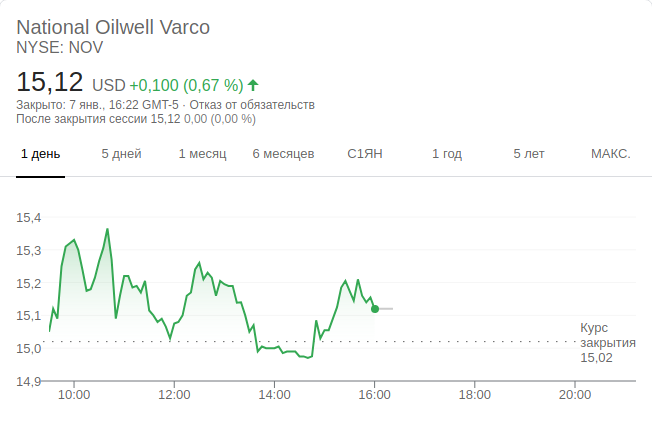 National Oilwell Varco
NYSE: NOV
15,12 USD +0,100 (0,67 %)
Закрыто: 7 янв., 16:22 GMT-5 · Отказ от обязательств
После закрытия сессии 15,12 0,00 (0,00 %)
1 день 5 дней 1 месяц 6 месяцев С1ЯН 1 год 5 лет МАКС.
15,4
15,3
15,2
15,1
15,0
14,9
Курс
закрытия
15,02
10:00 12:00 14:00 16:00 18:00 20:00